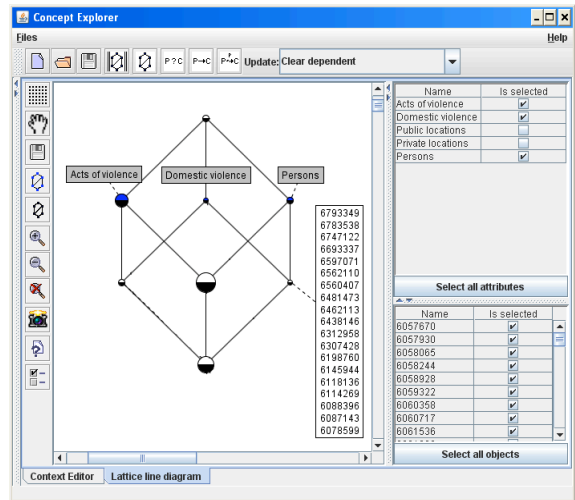 Concept Explorer
Files Help
P?C P→C P→C Update: Clear dependent
Name Is selected
Acts of violence
Domestic violence
Public locations
Private locations
Persons
Select all attributes
Acts of violence Domestic violence Persons
6793349
6783538
6747122
6693337
6597071
6562110
6560407
6481473
6462113
6438146
6312958
6307428
6198760
6145944
6118136
6114269
6088396
6087143
6078599
Name Is selected
6057670
6057930
6058065
6058244
6058928
6059322
6060358
6060717
6061536
Select all objects
Context Editor Lattice line diagram